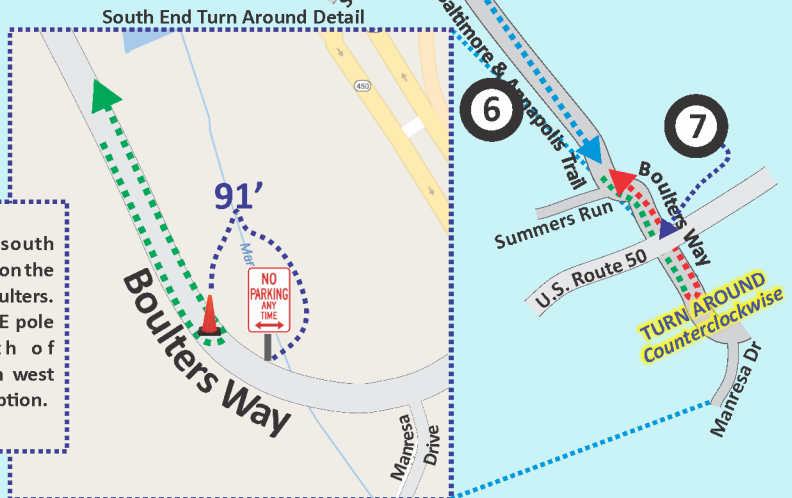 South End Turn Around Detail
450
91’
NO
PARKING
ANY
TIME
Boulters Way
Manresa
Drive
south
on the
ulters.
E pole
th of
west
ption.
6
7
altimore & Annapolis Trail
Boulters Way
Summers Run
U.S. Route 50
TURN AROUND
Counterclockwise
Manresa Dr